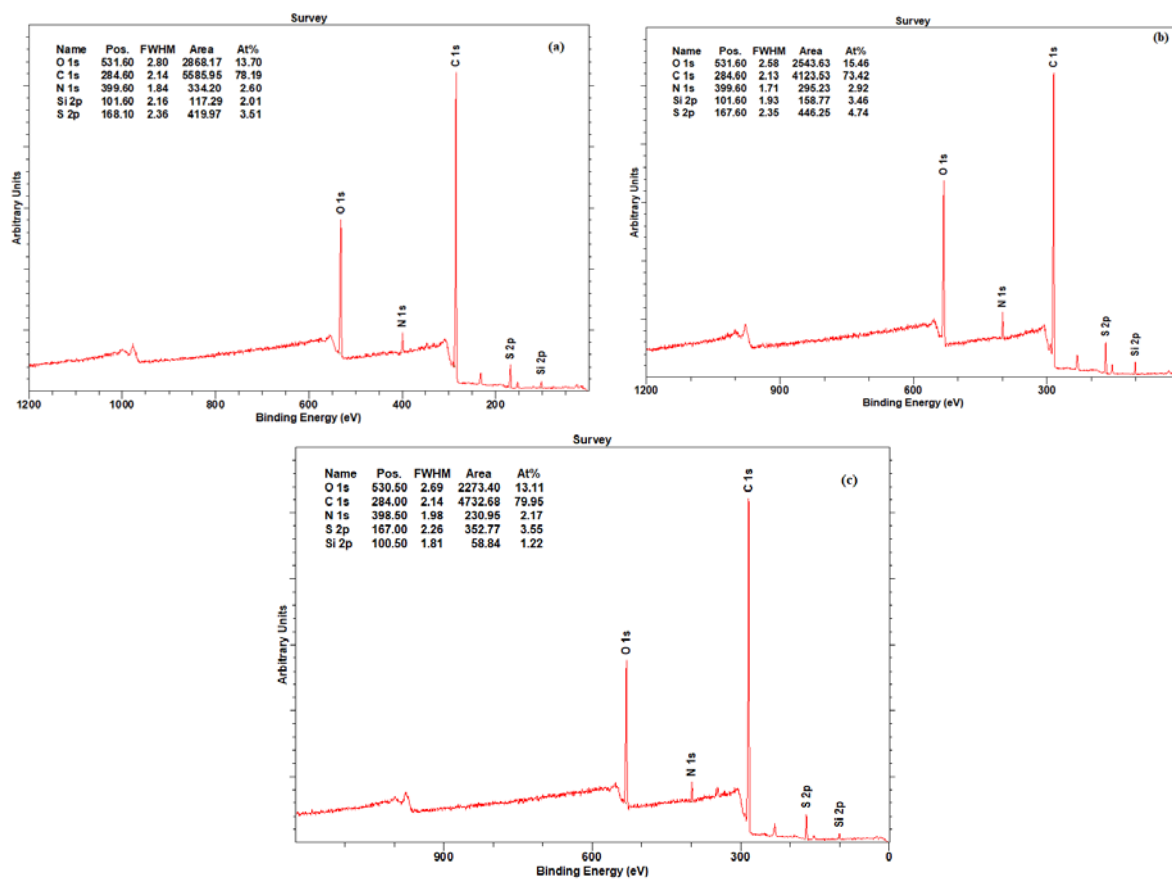 Survey
(a)
Name Pos. FWHM Area At%
O 1s 531.60 2.80 2868.17 13.70
C 1s 284.60 2.14 5585.95 78.19
N 1s 399.60 1.84 334.20 2.60
Si 2p 101.60 2.16 117.29 2.01
S 2p 168.10 2.36 419.97 3.51
C 1s
O 1s
N 1s
S 2p
Si 2p
Arbitrary Units
1200 1000 800 600 400 200
Binding Energy (eV)
Survey
(b)
Name Pos. FWHM Area At%
O 1s 531.60 2.58 2543.63 15.46
C 1s 284.60 2.13 4123.53 73.42
N 1s 399.60 1.71 295.23 2.92
Si 2p 101.60 1.93 158.77 3.46
S 2p 167.60 2.35 446.25 4.74
C 1s
O 1s
N 1s
S 2p
Si 2p
Arbitrary Units
1200 600 300
Binding Energy (eV)
Survey
(c)
Name Pos. FWHM Area At%
O 1s 530.50 2.69 2273.40 13.11
C 1s 284.00 2.14 4732.68 79.95
N 1s 398.50 1.98 230.95 2.17
S 2p 167.00 2.26 352.77 3.55
Si 2p 100.50 1.81 58.84 1.22
C 1s
O 1s
N 1s
S 2p
Si 2p
Arbitrary Units
900 600 300 0
Binding Energy (eV)